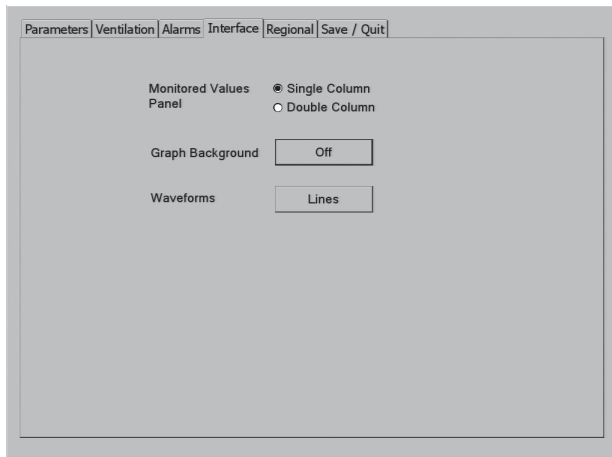 Parameters Ventilation Alarms Interface Regional Save / Quit
Monitored Values
Panel
Single Column
Double Column
Graph Background Off
Waveforms Lines